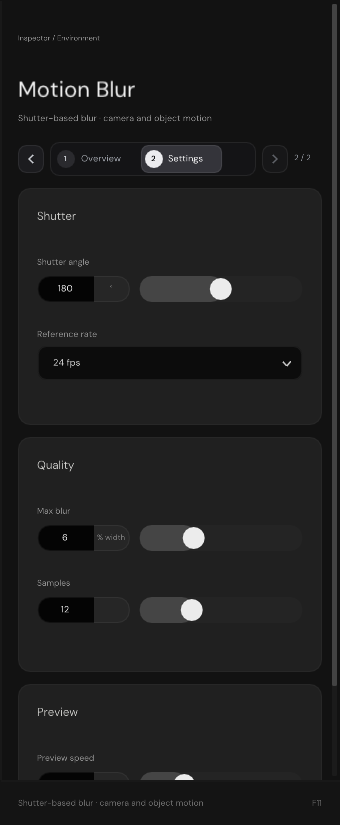 Inspector / Environment
Motion Blur
Shutter-based blur · camera and object motion
1 Overview 2 Settings 2 / 2
Shutter
Shutter angle
180 °
Reference rate
24 fps
Quality
Max blur
6 % width
Samples
12
Preview
Preview speed
Shutter-based blur · camera and object motion F11